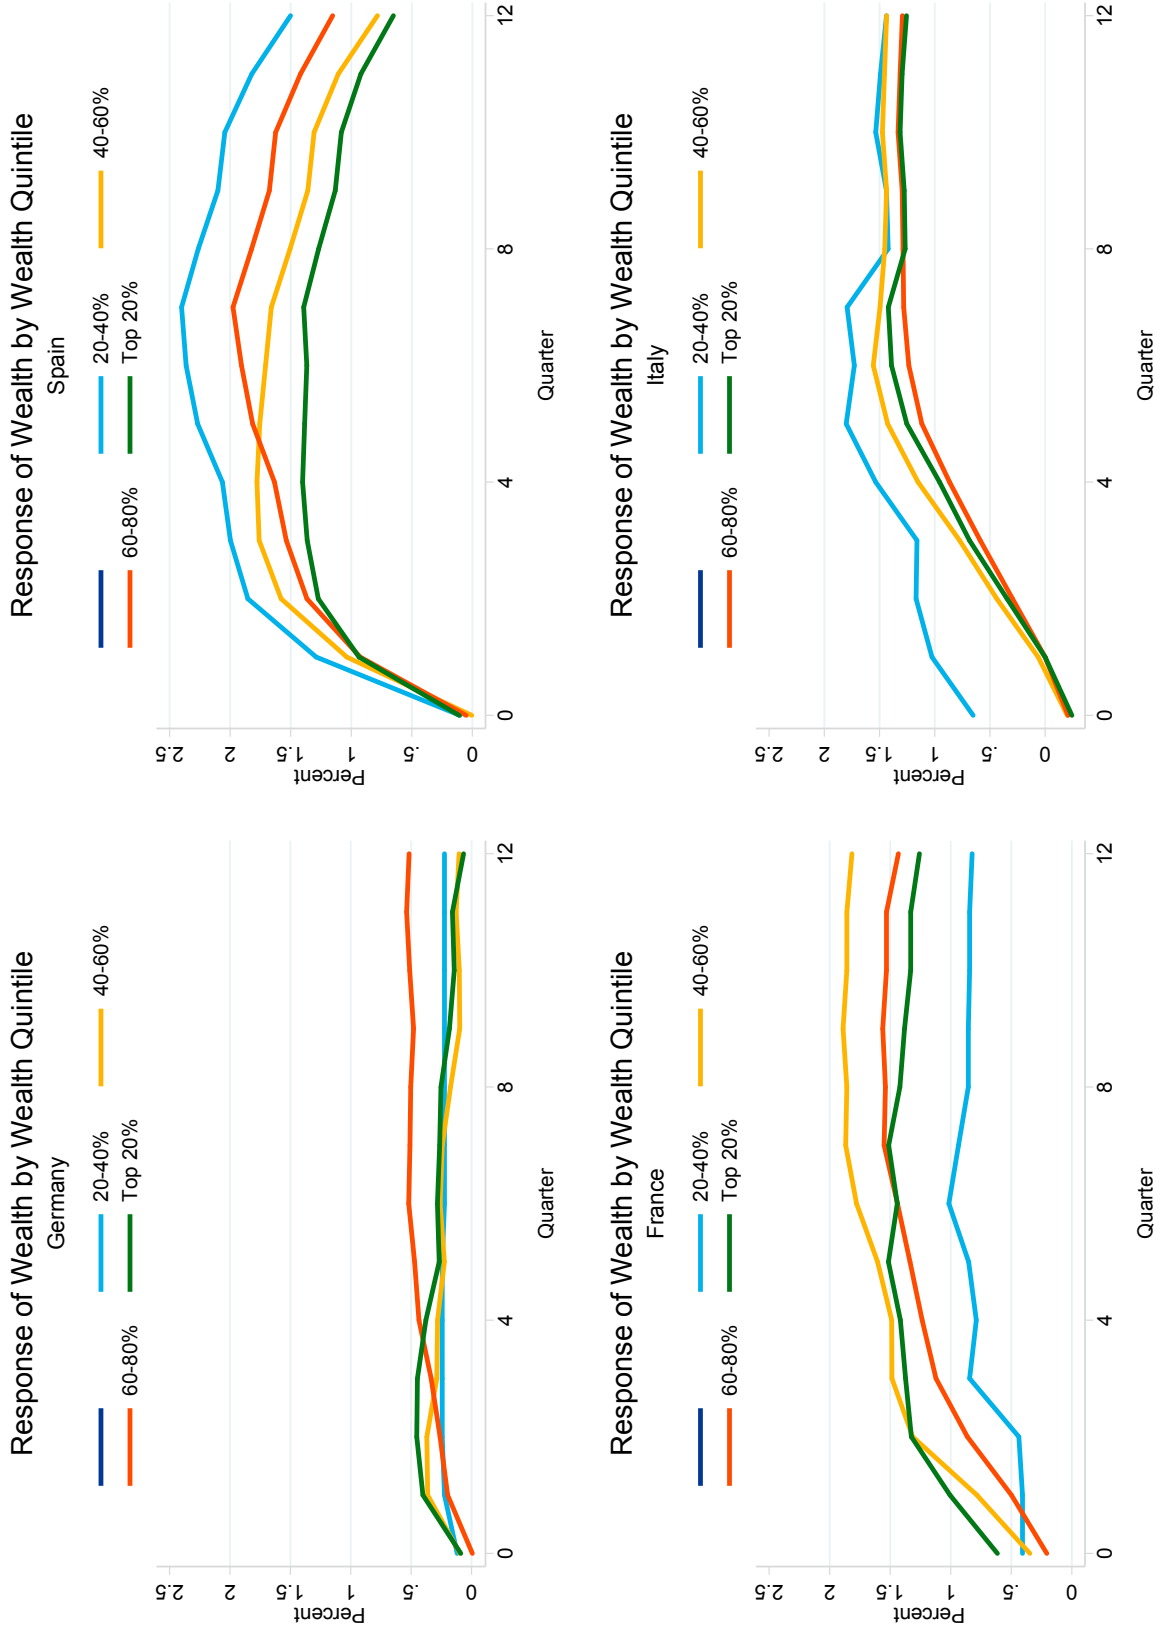 Response of Wealth by Wealth Quintile
Germany
20-40% 40-60%
60-80% Top 20%
Percent
2.5
2
1.5
1
.5
0
0 4 8 12
Quarter
Response of Wealth by Wealth Quintile
Spain
20-40% 40-60%
60-80% Top 20%
Percent
2.5
2
1.5
1
.5
0
0 4 8 12
Quarter
Response of Wealth by Wealth Quintile
France
20-40% 40-60%
60-80% Top 20%
Percent
2.5
2
1.5
1
.5
0
0 4 8 12
Quarter
Response of Wealth by Wealth Quintile
Italy
20-40% 40-60%
60-80% Top 20%
Percent
2.5
2
1.5
1
.5
0
0 4 8 12
Quarter